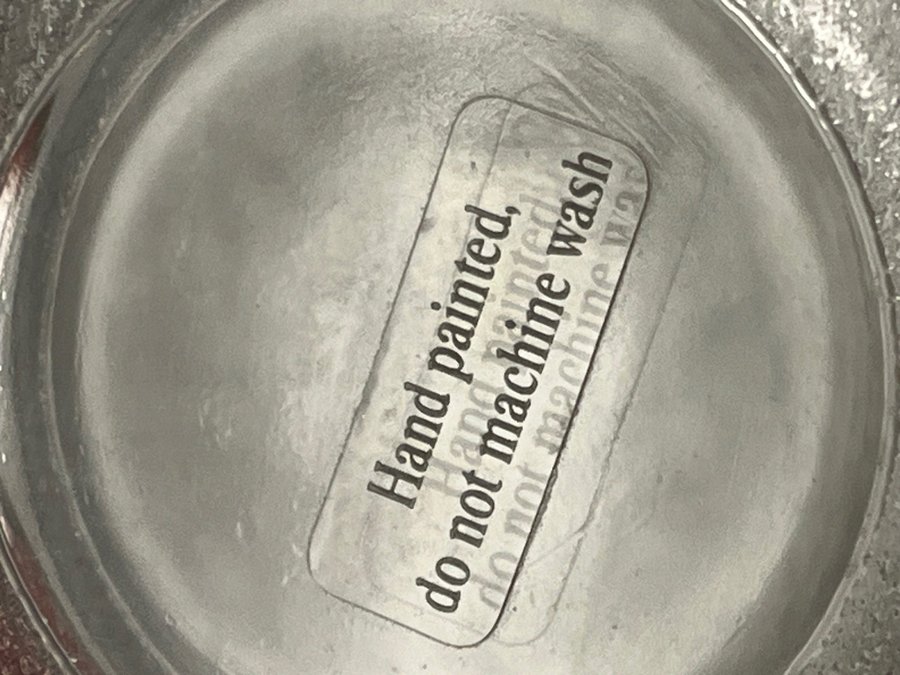 Hand painted,
do not machine wash